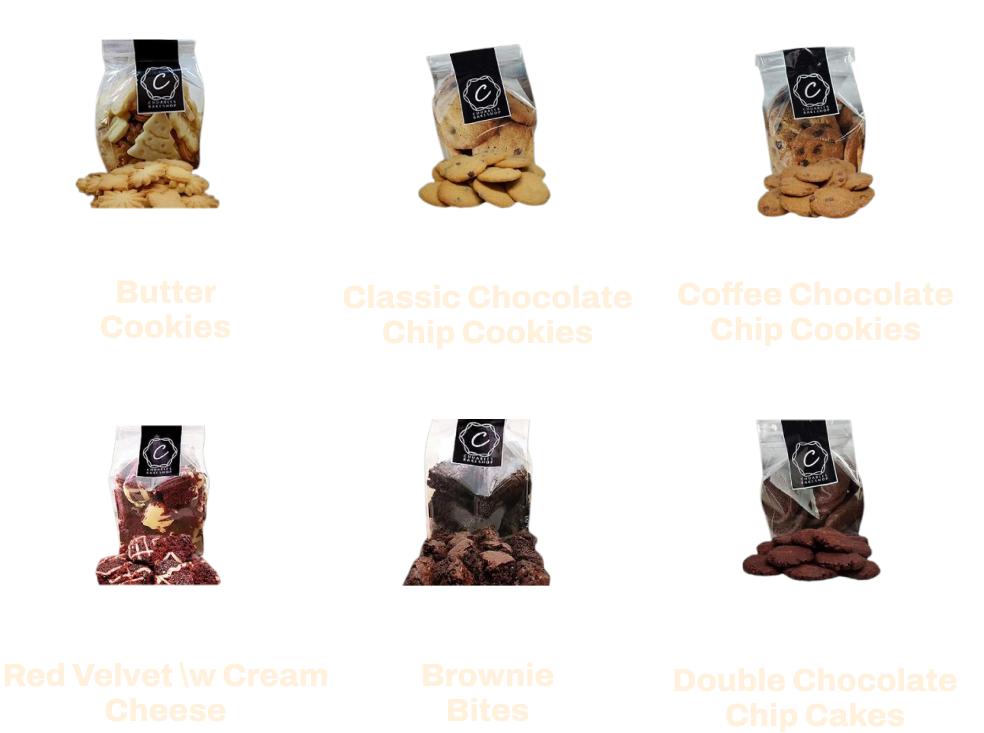 C
C
C
Butter
Cookies
Classic Chocolate
Chip Cookies
Coffee Chocolate
Chip Cookies
C
C
C
Red Velvet \w Cream
Cheese
Brownie
Bites
Double Chocolate
Chip Cakes